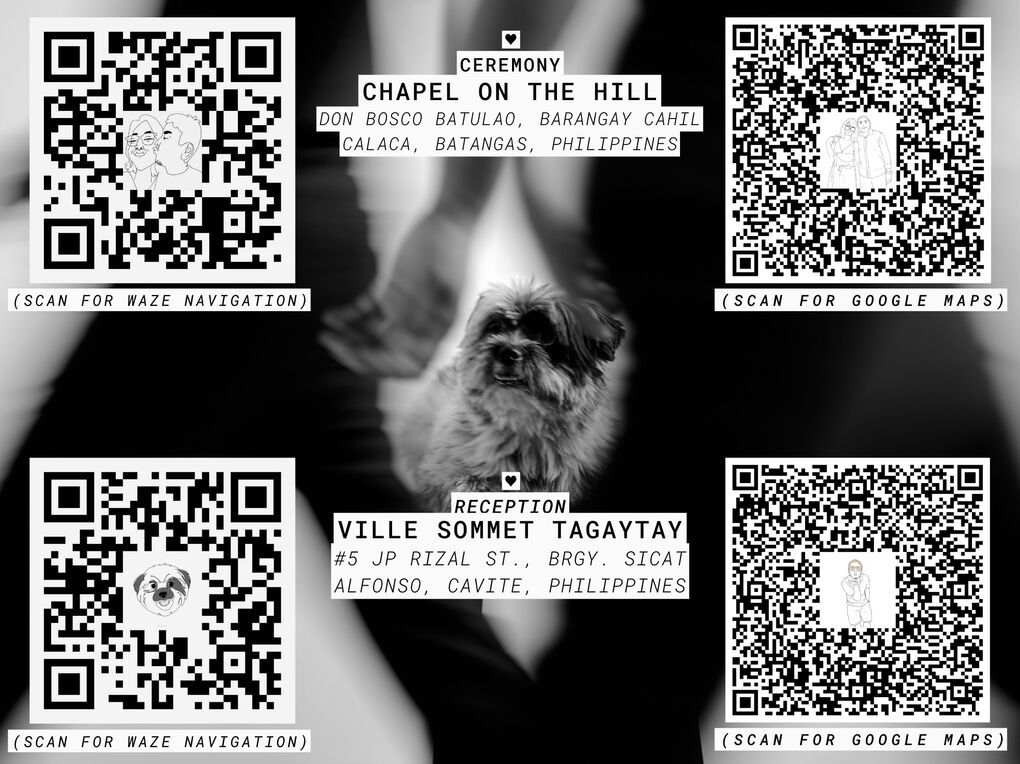 ♥
CEREMONY
CHAPEL ON THE HILL
DON BOSCO BATULAO, BARANGAY CAHIL
CALACA, BATANGAS, PHILIPPINES
(SCAN FOR WAZE NAVIGATION)
(SCAN FOR GOOGLE MAPS)
♥
RECEPTION
VILLE SOMMET TAGAYTAY
#5 JP RIZAL ST., BRGY. SICAT
ALFONSO, CAVITE, PHILIPPINES
(SCAN FOR WAZE NAVIGATION)
(SCAN FOR GOOGLE MAPS)